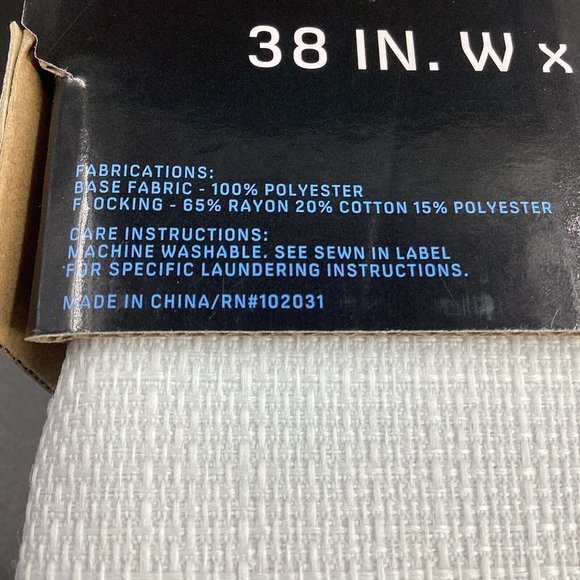 38 IN. W x
FABRICATIONS:
BASE FABRIC - 100% POLYESTER
FLOCKING - 65% RAYON 20% COTTON 15% POLYESTER
CARE INSTRUCTIONS:
MACHINE WASHABLE. SEE SEWN IN LABEL
FOR SPECIFIC LAUNDERING INSTRUCTIONS.
MADE IN CHINA/RN#102031